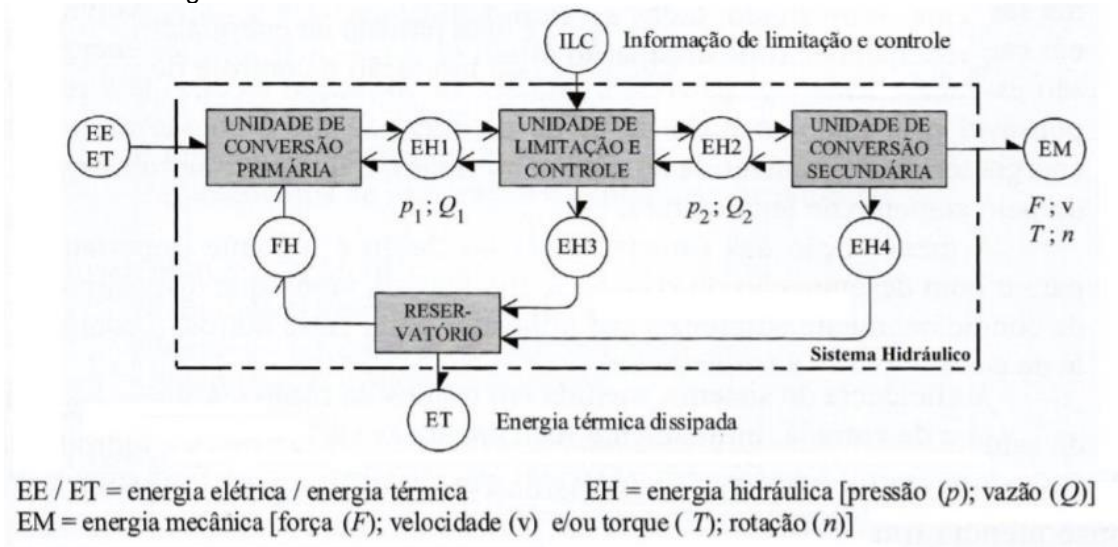 ILC Informação de limitação e controle
EE
ET
UNIDADE DE
CONVERSÃO
PRIMÁRIA
EH1
UNIDADE DE
LIMITAÇÃO E
CONTROLE
EH2
UNIDADE DE
CONVERSÃO
SECUNDÁRIA
EM
p1 ; Q1
p2 ; Q2
F ; v
T ; n
FH
EH3
EH4
RESER-
VATÓRIO
Sistema Hidráulico
ET Energia térmica dissipada
EE / ET = energia elétrica / energia térmica EH = energia hidráulica [pressão (p); vazão (Q)]
EM = energia mecânica [força (F); velocidade (v) e/ou torque ( T); rotação (n)]